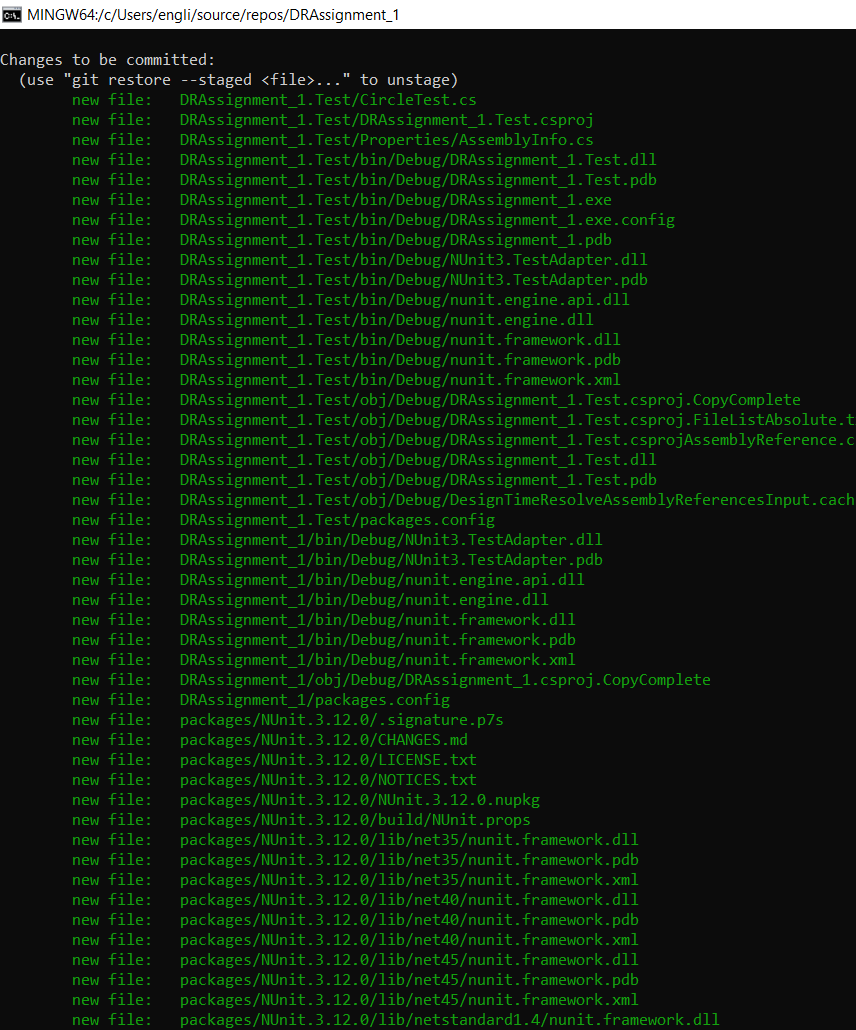 MINGW64:/c/Users/engli/source/repos/DRAssignment_1
Changes to be committed:
  (use "git restore --staged <file>..." to unstage)
        new file:   DRAssignment_1.Test/CircleTest.cs
        new file:   DRAssignment_1.Test/DRAssignment_1.Test.csproj
        new file:   DRAssignment_1.Test/Properties/AssemblyInfo.cs
        new file:   DRAssignment_1.Test/bin/Debug/DRAssignment_1.Test.dll
        new file:   DRAssignment_1.Test/bin/Debug/DRAssignment_1.Test.pdb
        new file:   DRAssignment_1.Test/bin/Debug/DRAssignment_1.exe
        new file:   DRAssignment_1.Test/bin/Debug/DRAssignment_1.exe.config
        new file:   DRAssignment_1.Test/bin/Debug/DRAssignment_1.pdb
        new file:   DRAssignment_1.Test/bin/Debug/NUnit3.TestAdapter.dll
        new file:   DRAssignment_1.Test/bin/Debug/NUnit3.TestAdapter.pdb
        new file:   DRAssignment_1.Test/bin/Debug/nunit.engine.api.dll
        new file:   DRAssignment_1.Test/bin/Debug/nunit.engine.dll
        new file:   DRAssignment_1.Test/bin/Debug/nunit.framework.dll
        new file:   DRAssignment_1.Test/bin/Debug/nunit.framework.pdb
        new file:   DRAssignment_1.Test/bin/Debug/nunit.framework.xml
        new file:   DRAssignment_1.Test/obj/Debug/DRAssignment_1.Test.csproj.CopyComplete
        new file:   DRAssignment_1.Test/obj/Debug/DRAssignment_1.Test.csproj.FileListAbsolute.t
        new file:   DRAssignment_1.Test/obj/Debug/DRAssignment_1.Test.csprojAssemblyReference.c
        new file:   DRAssignment_1.Test/obj/Debug/DRAssignment_1.Test.dll
        new file:   DRAssignment_1.Test/obj/Debug/DRAssignment_1.Test.pdb
        new file:   DRAssignment_1.Test/obj/Debug/DesignTimeResolveAssemblyReferencesInput.cach
        new file:   DRAssignment_1.Test/packages.config
        new file:   DRAssignment_1/bin/Debug/NUnit3.TestAdapter.dll
        new file:   DRAssignment_1/bin/Debug/NUnit3.TestAdapter.pdb
        new file:   DRAssignment_1/bin/Debug/nunit.engine.api.dll
        new file:   DRAssignment_1/bin/Debug/nunit.engine.dll
        new file:   DRAssignment_1/bin/Debug/nunit.framework.dll
        new file:   DRAssignment_1/bin/Debug/nunit.framework.pdb
        new file:   DRAssignment_1/bin/Debug/nunit.framework.xml
        new file:   DRAssignment_1/obj/Debug/DRAssignment_1.csproj.CopyComplete
        new file:   DRAssignment_1/packages.config
        new file:   packages/NUnit.3.12.0/.signature.p7s
        new file:   packages/NUnit.3.12.0/CHANGES.md
        new file:   packages/NUnit.3.12.0/LICENSE.txt
        new file:   packages/NUnit.3.12.0/NOTICES.txt
        new file:   packages/NUnit.3.12.0/NUnit.3.12.0.nupkg
        new file:   packages/NUnit.3.12.0/build/NUnit.props
        new file:   packages/NUnit.3.12.0/lib/net35/nunit.framework.dll
        new file:   packages/NUnit.3.12.0/lib/net35/nunit.framework.pdb
        new file:   packages/NUnit.3.12.0/lib/net35/nunit.framework.xml
        new file:   packages/NUnit.3.12.0/lib/net40/nunit.framework.dll
        new file:   packages/NUnit.3.12.0/lib/net40/nunit.framework.pdb
        new file:   packages/NUnit.3.12.0/lib/net40/nunit.framework.xml
        new file:   packages/NUnit.3.12.0/lib/net45/nunit.framework.dll
        new file:   packages/NUnit.3.12.0/lib/net45/nunit.framework.pdb
        new file:   packages/NUnit.3.12.0/lib/net45/nunit.framework.xml
        new file:   packages/NUnit.3.12.0/lib/netstandard1.4/nunit.framework.dll